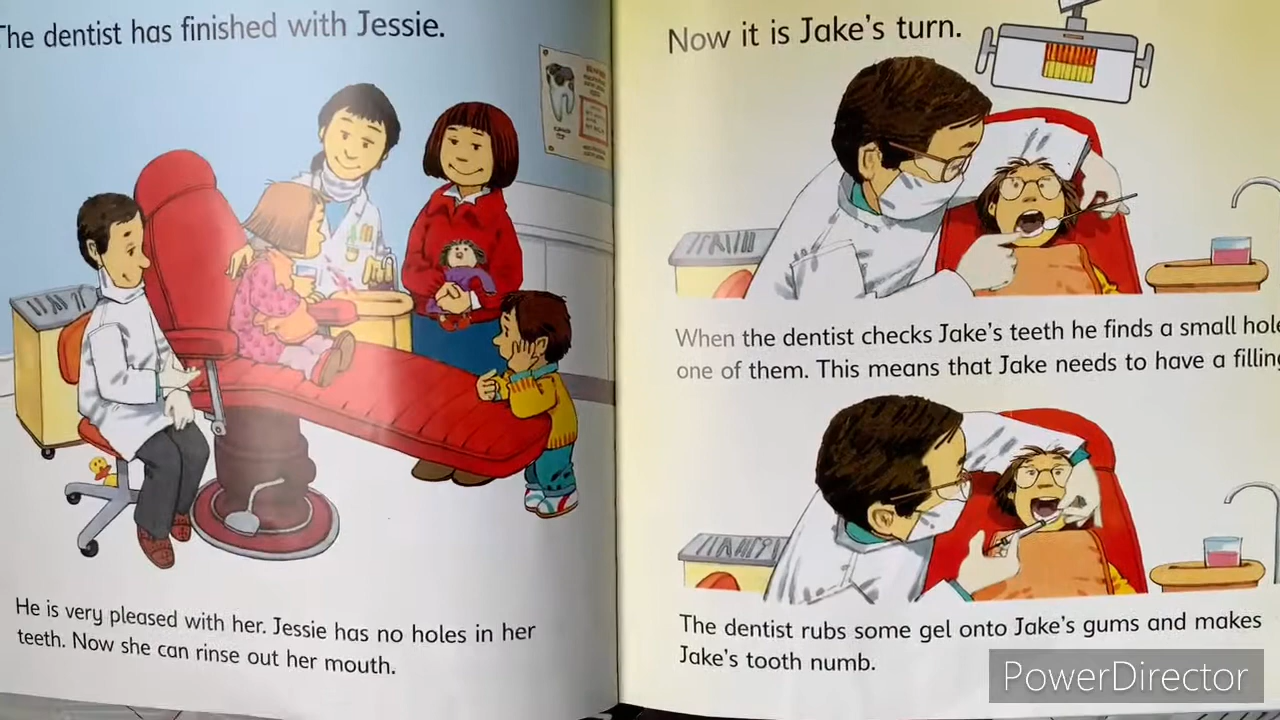 The dentist has finished with Jessie.
He is very pleased with her. Jessie has no holes in her
teeth. Now she can rinse out her mouth.
Now it is Jake's turn.
When the dentist checks Jake's teeth he finds a small hole
one of them. This means that Jake needs to have a filling
The dentist rubs some gel onto Jake's gums and makes
Jake's tooth numb.
PowerDirector